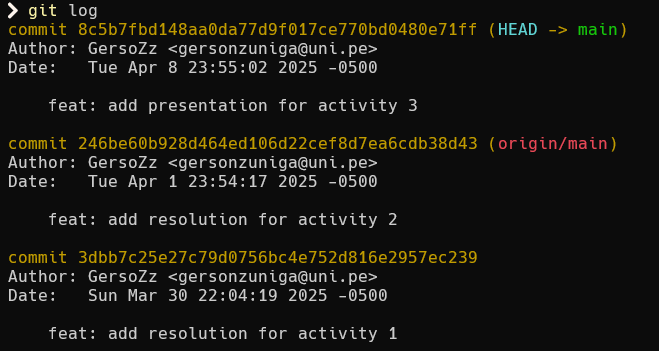 ❯ git log
commit 8c5b7fbd148aa0da77d9f017ce770bd0480e71ff (HEAD -> main)
Author: GersoZz <gersonzuniga@uni.pe>
Date:   Tue Apr 8 23:55:02 2025 -0500
    feat: add presentation for activity 3
commit 246be60b928d464ed106d22cef8d7ea6cdb38d43 (origin/main)
Author: GersoZz <gersonzuniga@uni.pe>
Date:   Tue Apr 1 23:54:17 2025 -0500
    feat: add resolution for activity 2
commit 3dbb7c25e27c79d0756bc4e752d816e2957ec239
Author: GersoZz <gersonzuniga@uni.pe>
Date:   Sun Mar 30 22:04:19 2025 -0500
    feat: add resolution for activity 1